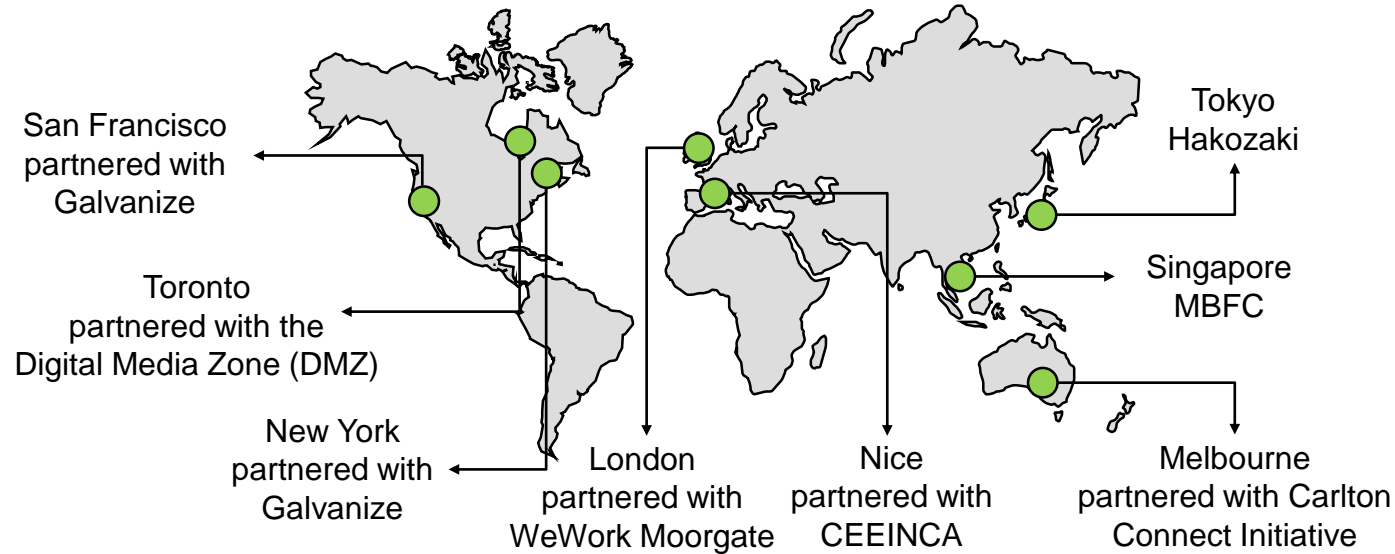 San Francisco
partnered with
Galvanize
Toronto
partnered with the
Digital Media Zone (DMZ)
New York
partnered with
Galvanize
London
partnered with
WeWork Moorgate
Nice
partnered with
CEEINCA
Tokyo
Hakozaki
Singapore
MBFC
Melbourne
partnered with Carlton
Connect Initiative